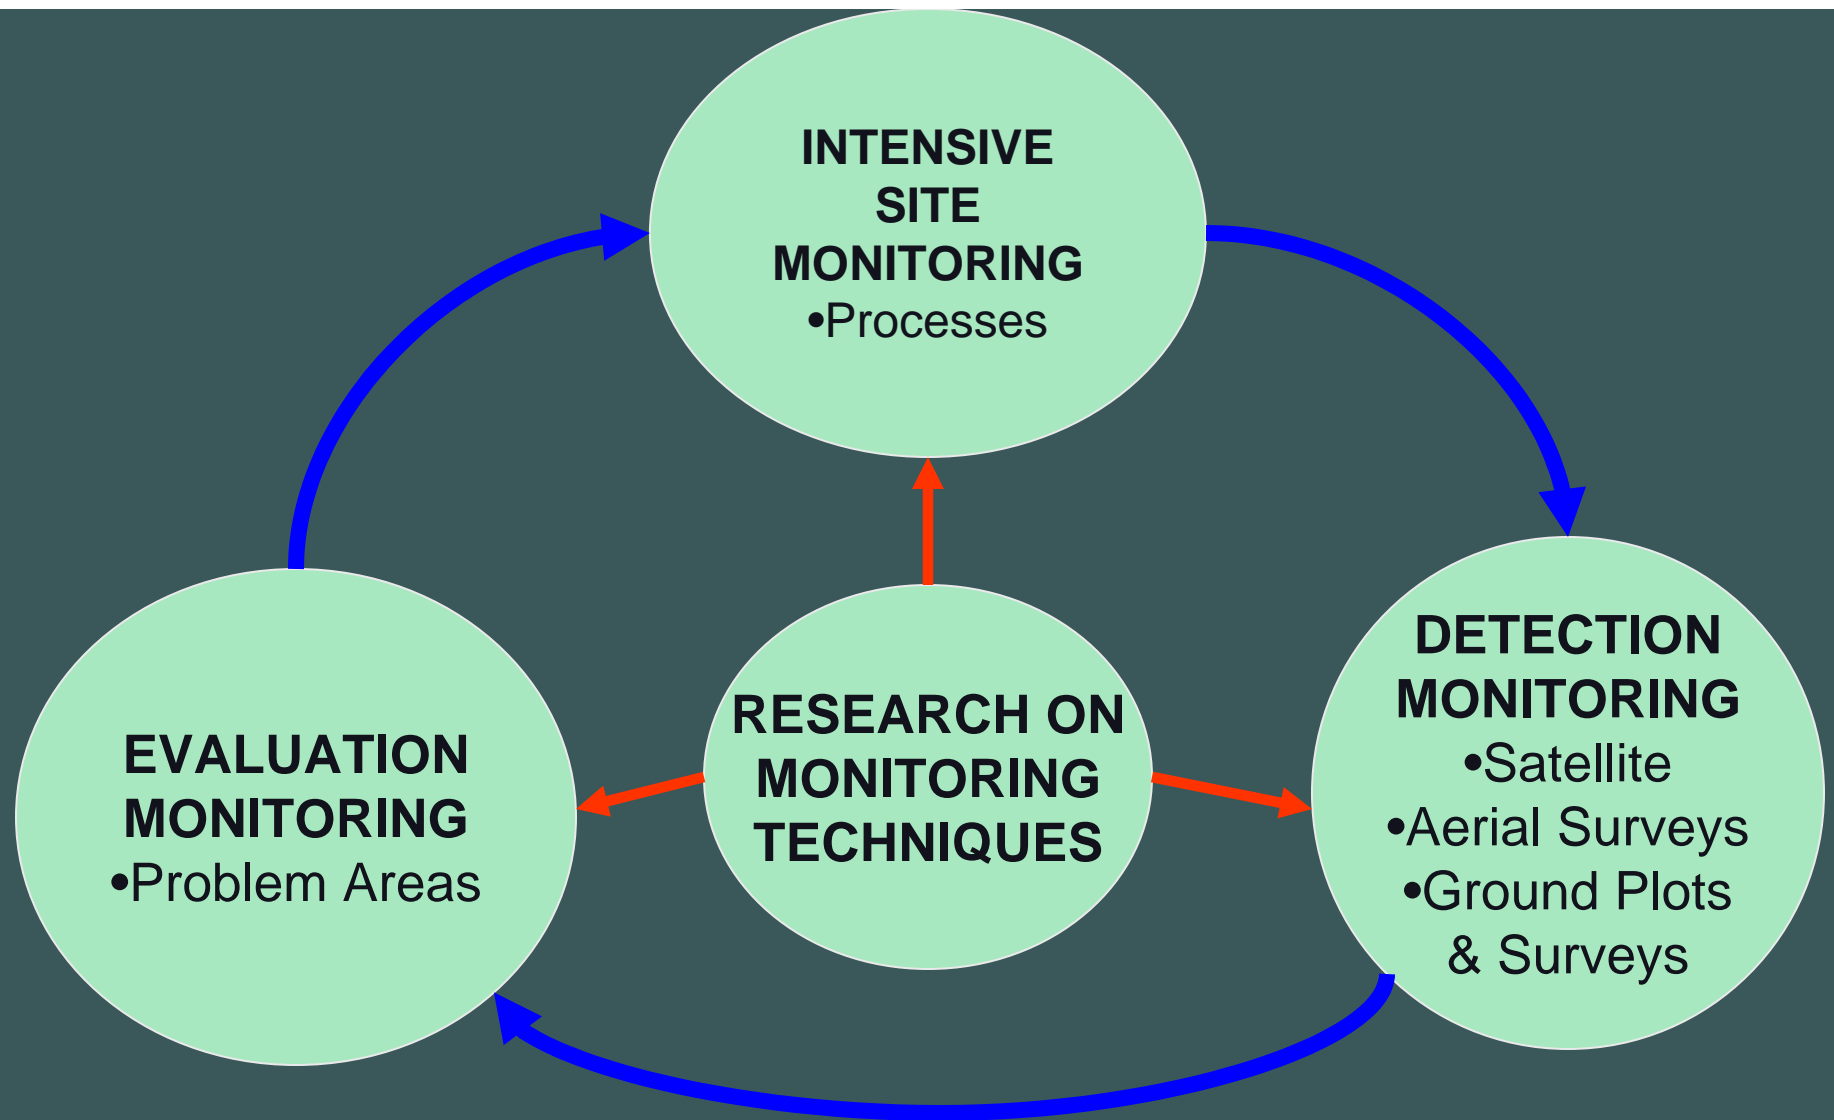 INTENSIVE
SITE
MONITORING
•Processes
EVALUATION
MONITORING
•Problem Areas
RESEARCH ON
MONITORING
TECHNIQUES
DETECTION
MONITORING
•Satellite
•Aerial Surveys
•Ground Plots
& Surveys